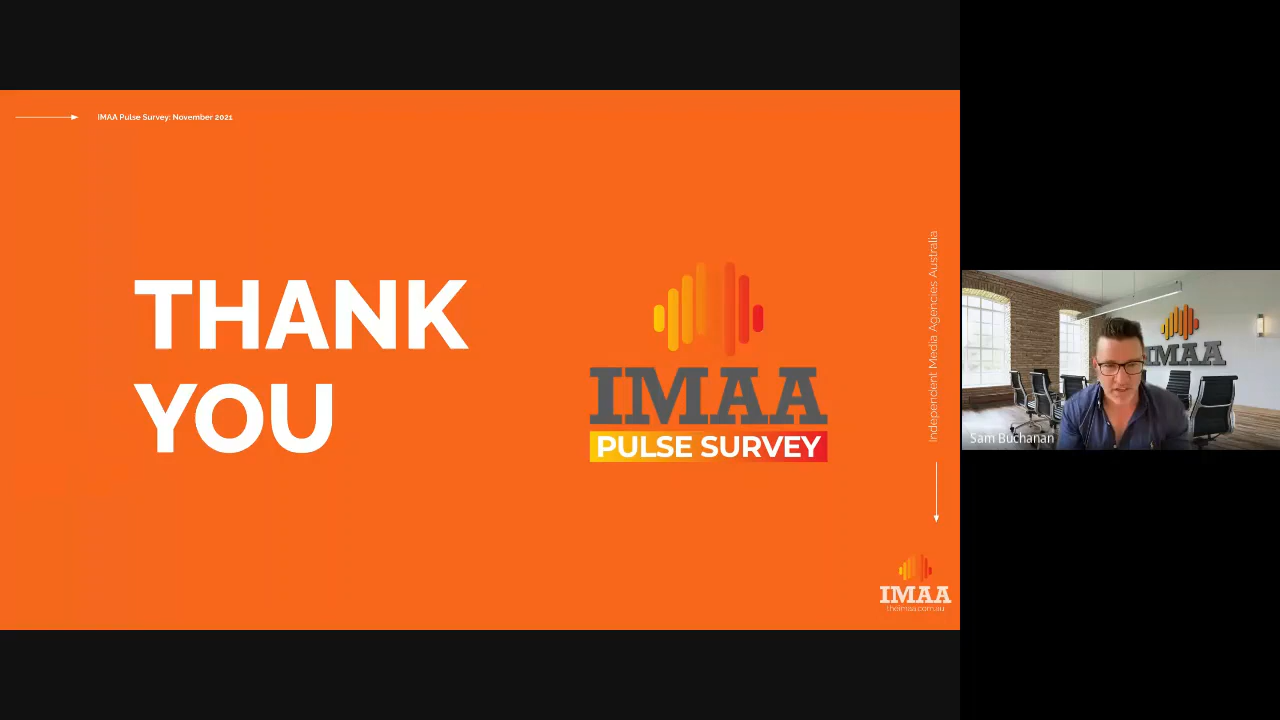 IMAA Pulse Survey: November 2021
THANK
YOU
IMAA
PULSE SURVEY
Independent Media Agencies Australia
IMAA
theimaa.com.au
IMAA
Sam Buchanan